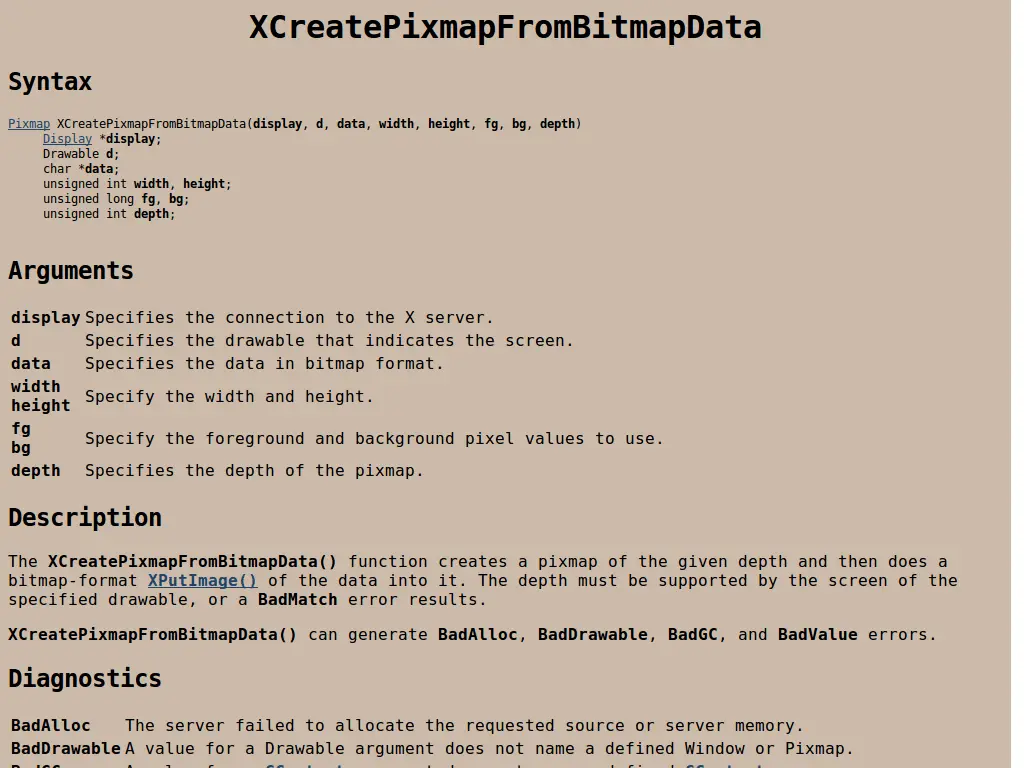 XCreatePixmapFromBitmapData
Syntax
Pixmap XCreatePixmapFromBitmapData(display, d, data, width, height, fg, bg, depth)
Display *display;
Drawable d;
char *data;
unsigned int width, height;
unsigned long fg, bg;
unsigned int depth;
Arguments
display Specifies the connection to the X server.
d Specifies the drawable that indicates the screen.
data Specifies the data in bitmap format.
width
height Specify the width and height.
fg
bg Specify the foreground and background pixel values to use.
depth Specifies the depth of the pixmap.
Description
The XCreatePixmapFromBitmapData() function creates a pixmap of the given depth and then does a
bitmap-format XPutImage() of the data into it. The depth must be supported by the screen of the
specified drawable, or a BadMatch error results.
XCreatePixmapFromBitmapData() can generate BadAlloc, BadDrawable, BadGC, and BadValue errors.
Diagnostics
BadAlloc The server failed to allocate the requested source or server memory.
BadDrawable A value for a Drawable argument does not name a defined Window or Pixmap.